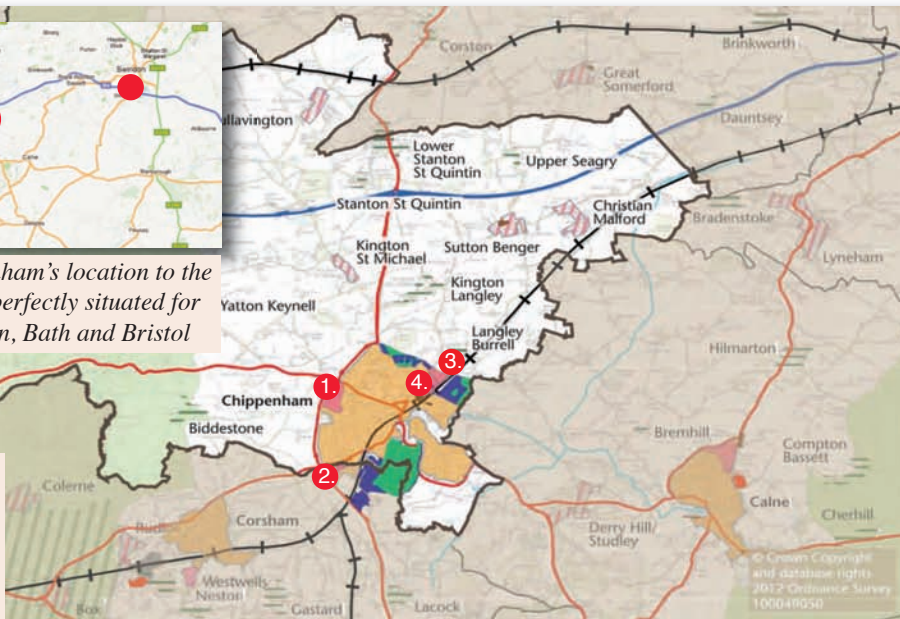 Swindon
Calne
Corston
Brinkworth
Great
Somerford
Dauntsey
ullavington
Lower
Stanton
St Quintin
Upper Seagry
Stanton St Quintin
Christian
Malford
Bradenstoke
Kington
St Michael
Sutton Benger
Lyneham
ham’s location to the
perfectly situated for
n, Bath and Bristol
Kington
Langley
Yatton Keynell
Langley
Burrell
Hilmarton
3.
4.
1.
Chippenham
Biddestone
Bremhill
Compton
Bassett
2.
Colerne
Calne
Cherhill
Corsham
Derry Hill/
Studley
Westwells
Neston
Box
Gastard
Lacock
© Crown Copyright
and database rights
2012 Ordnance Survey
100049050